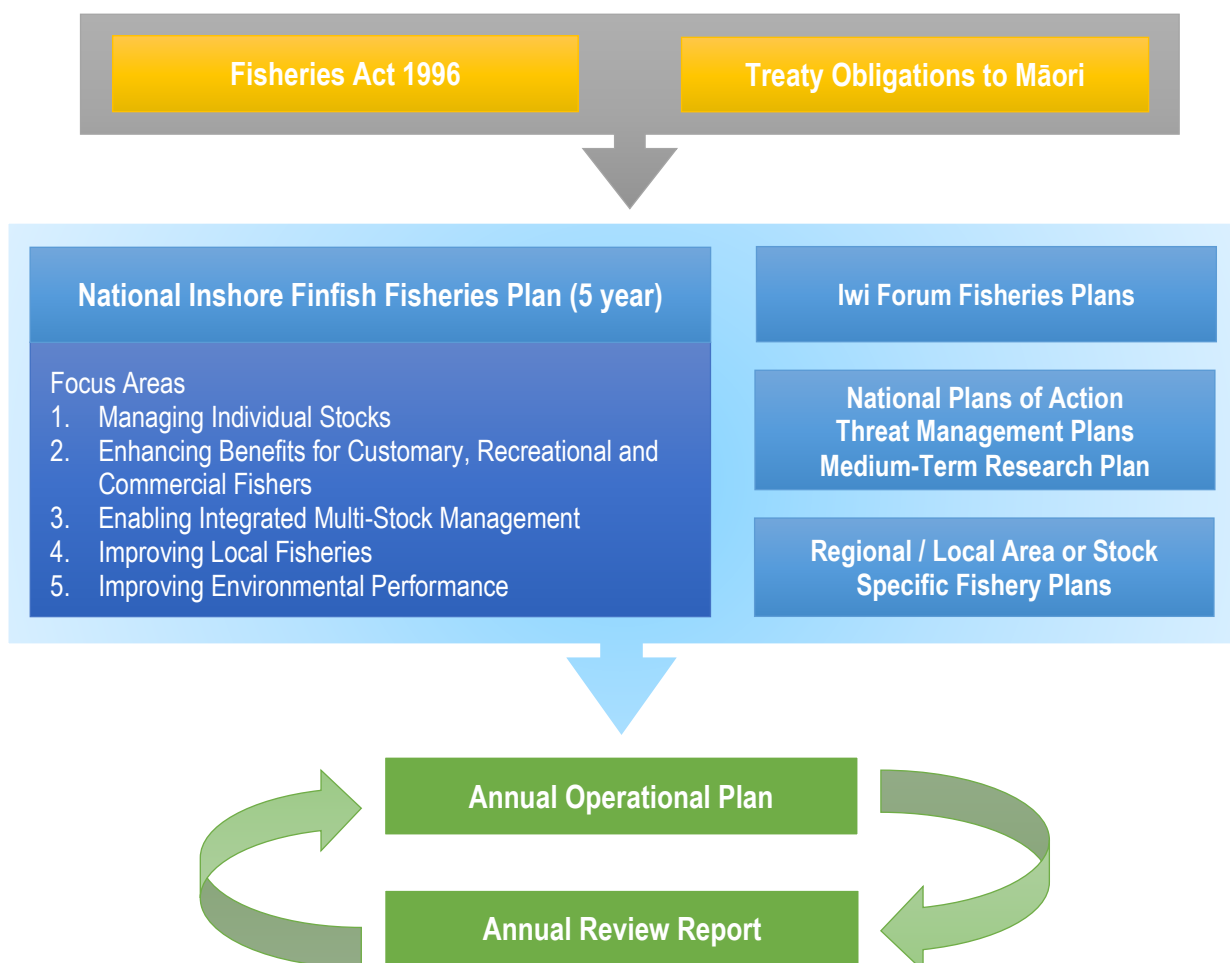 Fisheries Act 1996
Treaty Obligations to Māori
National Inshore Finfish Fisheries Plan (5 year)
Focus Areas
1. Managing Individual Stocks
2. Enhancing Benefits for Customary, Recreational and
Commercial Fishers
3. Enabling Integrated Multi-Stock Management
4. Improving Local Fisheries
5. Improving Environmental Performance
Iwi Forum Fisheries Plans
National Plans of Action
Threat Management Plans
Medium-Term Research Plan
Regional / Local Area or Stock
Specific Fishery Plans
Annual Operational Plan
Annual Review Report